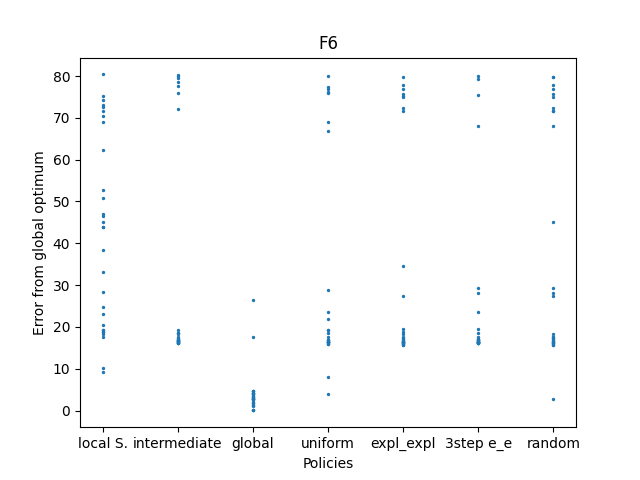 F6
Error from global optimum
80
70
60
50
40
30
20
10
0
local S. intermediate global uniform expl_expl 3step e_e random
Policies